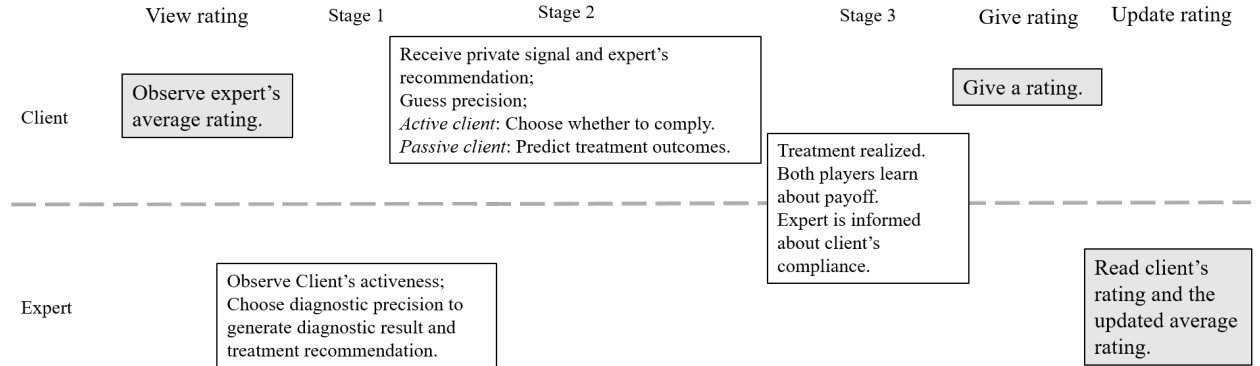 View rating
Stage 1
Stage 2
Stage 3
Give rating
Update rating
Client
Observe expert's
average rating.
Receive private signal and expert's
recommendation;
Guess precision;
Active client: Choose whether to comply.
Passive client: Predict treatment outcomes.
Give a rating.
Treatment realized.
Both players learn
about payoff.
Expert is informed
about client's
compliance.
Expert
Observe Client's activeness;
Choose diagnostic precision to
generate diagnostic result and
treatment recommendation.
Read client's
rating and the
updated average
rating.